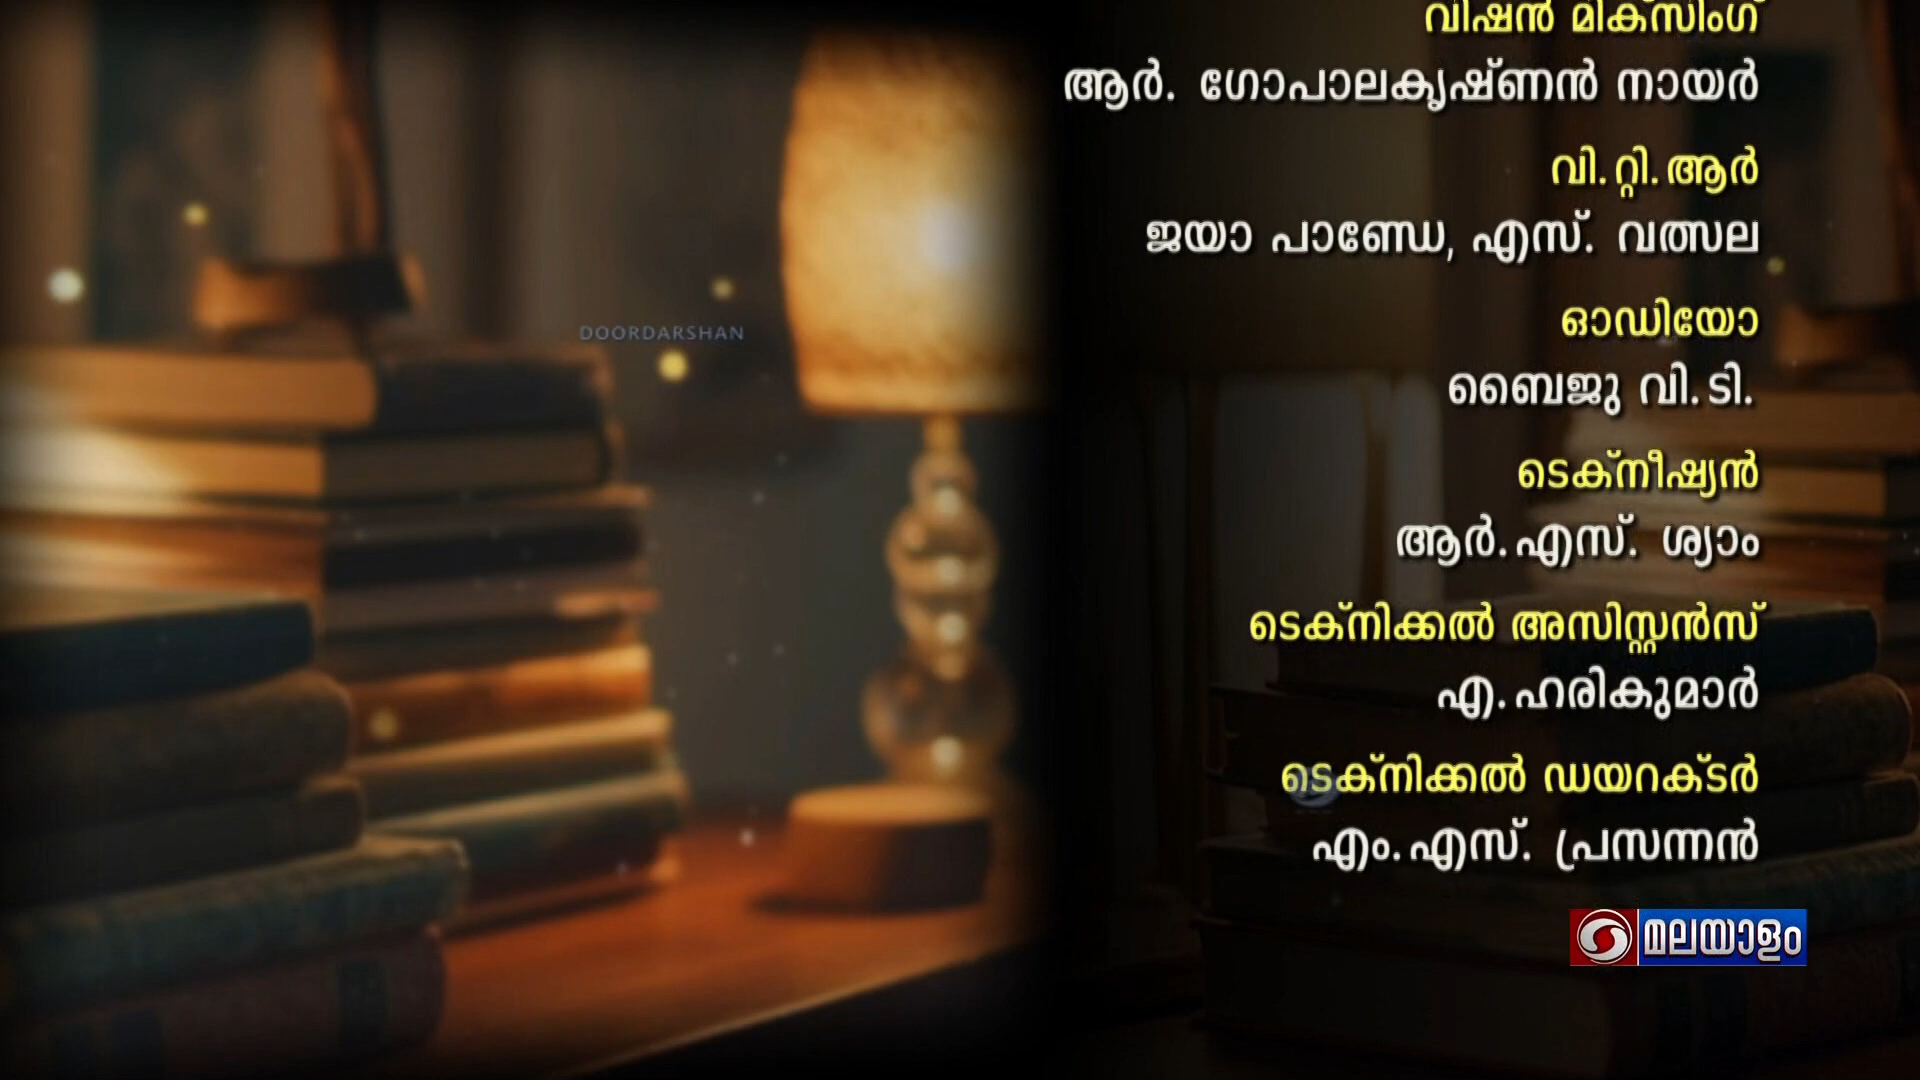 വിഷൻ മിക്സിംഗ്
ആർ. ഗോപാലകൃഷ്ണൻ നായർ
വി.റ്റി.ആർ
ജയാ പാണ്ഡേ, എസ്. വത്സല
DOORDARSHAN
ഓഡിയോ
ബൈജു വി.ടി.
ടെക്നീഷ്യൻ
ആർ.എസ്. ശ്യാം
ടെക്നിക്കൽ അസിസ്റ്റൻസ്
എ.ഹരികുമാർ
ടെക്നിക്കൽ ഡയറക്ടർ
എം.എസ്. പ്രസന്നൻ
മലയാളം